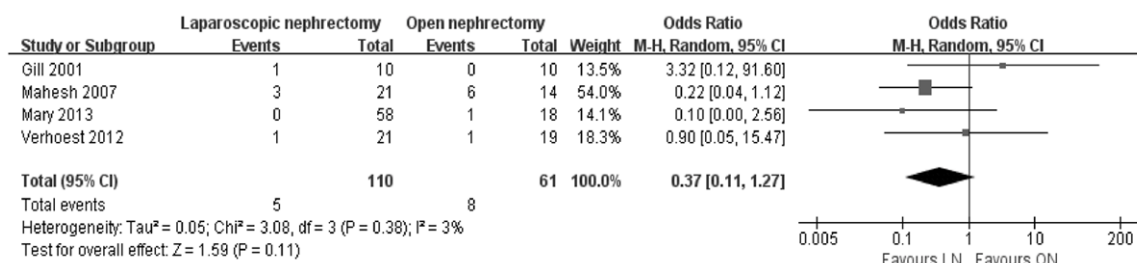 Laparoscopic nephrectomy Open nephrectomy Odds Ratio Odds Ratio
Study or Subgroup Events Total Events Total Weight M-H, Random, 95% CI M-H, Random, 95% CI
Gill 2001 1 10 0 10 13.5% 3.32 [0.12, 91.60]
Mahesh 2007 3 21 6 14 54.0% 0.22 [0.04, 1.12]
Mary 2013 0 58 1 18 14.1% 0.10 [0.00, 2.56]
Verhoest 2012 1 21 1 19 18.3% 0.90 [0.05, 15.47]
Total (95% CI) 110 61 100.0% 0.37 [0.11, 1.27]
Total events 5 8
Heterogeneity: Tau² = 0.05; Chi² = 3.08, df = 3 (P = 0.38); I² = 3%
Test for overall effect: Z = 1.59 (P = 0.11)
0.005 0.1 1 10 200
Favours LN Favours ON